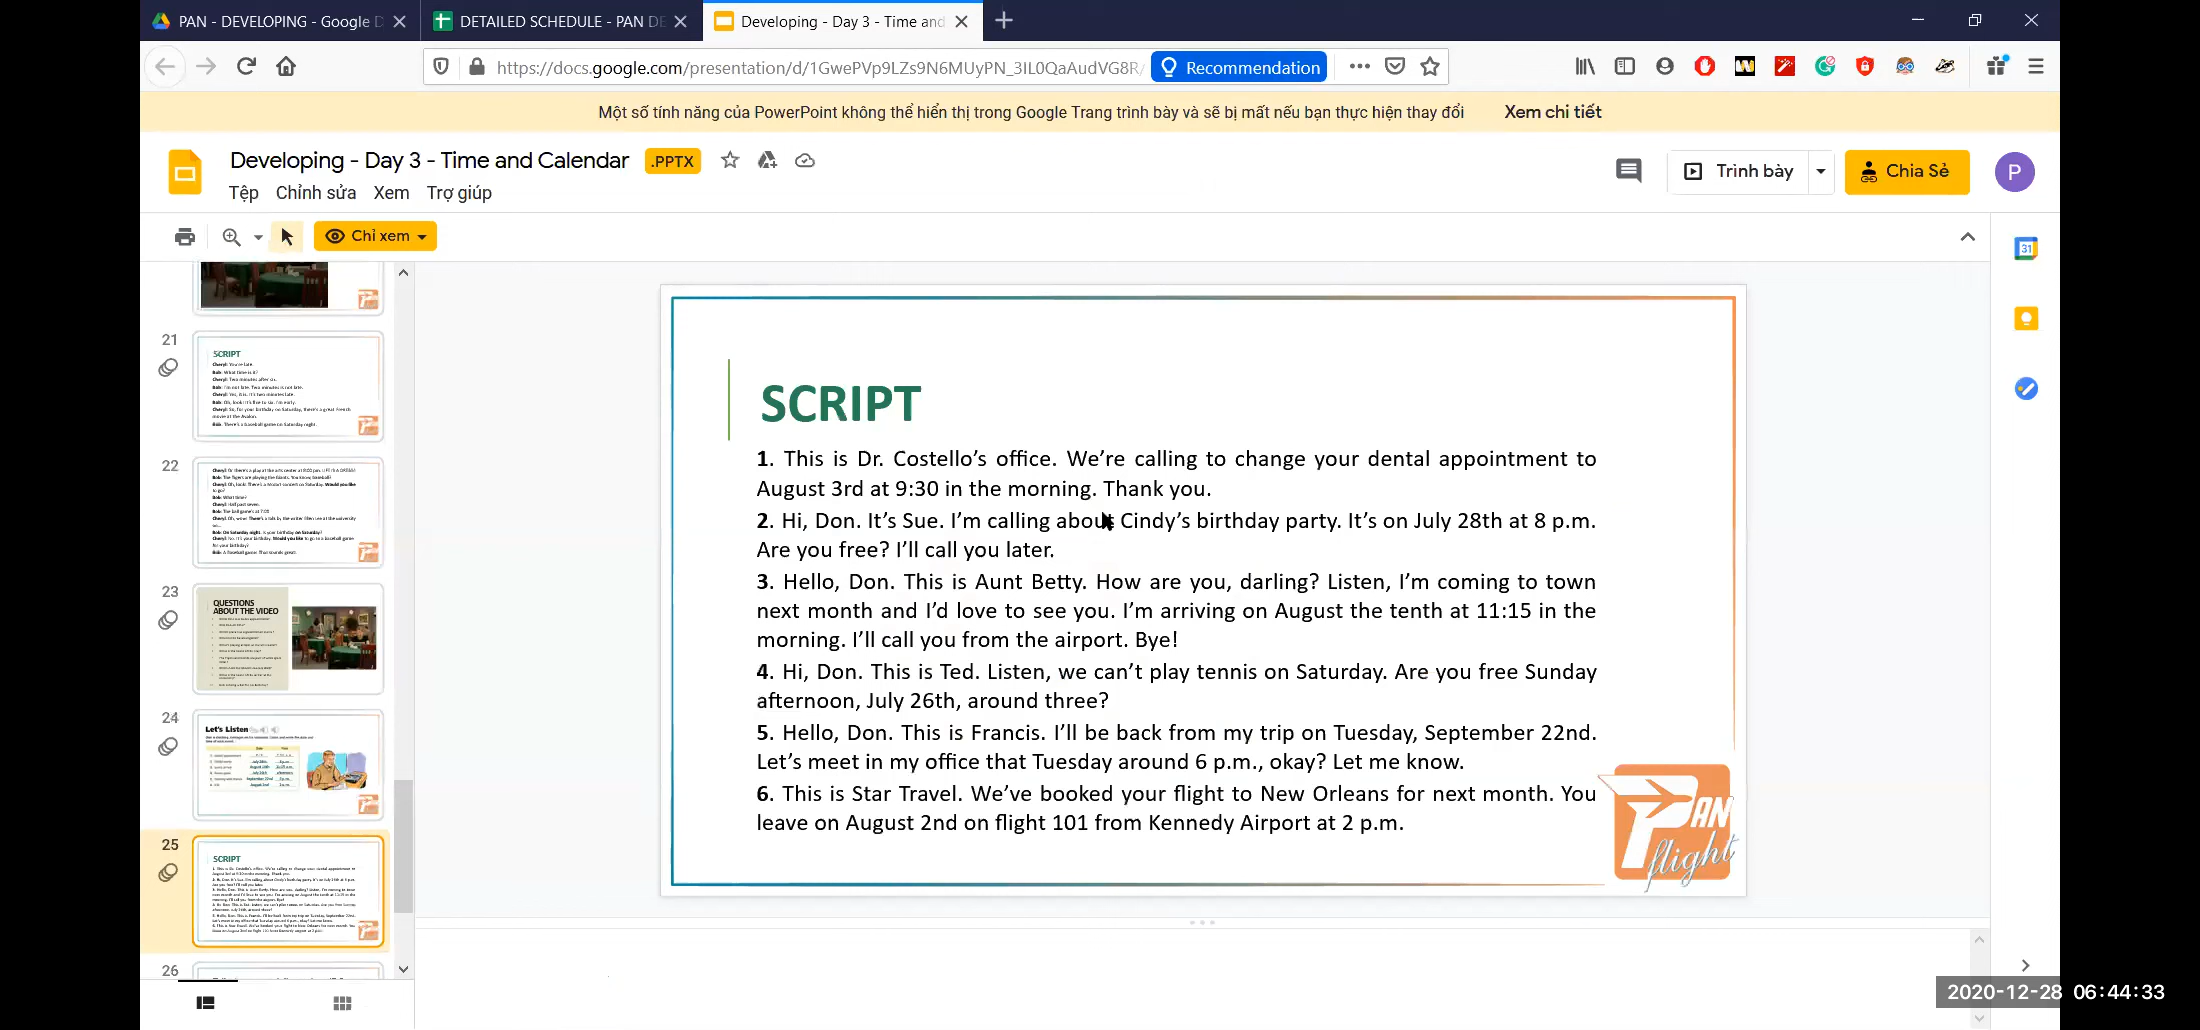 PAN - DEVELOPING - Google D
DETAILED SCHEDULE - PAN DE
Developing - Day 3 - Time and
https://docs.google.com/presentation/d/1GwePVp9LZs9N6MUyPN_3IL0QaAudVG8R/
Recommendation
Một số tính năng của PowerPoint không thể hiển thị trong Google Trang trình bày và sẽ bị mất nếu bạn thực hiện thay đổi Xem chi tiết
Developing - Day 3 - Time and Calendar .PPTX
Tệp Chỉnh sửa Xem Trợ giúp
Trình bày
Chia Sẻ
P
Chỉ xem
31
21
SCRIPT
22
23
QUESTIONS
ABOUT THE VIDEO
24
Let's Listen
25
SCRIPT
26
SCRIPT
1. This is Dr. Costello's office. We're calling to change your dental appointment to
August 3rd at 9:30 in the morning. Thank you.
2. Hi, Don. It's Sue. I'm calling about Cindy's birthday party. It's on July 28th at 8 p.m.
Are you free? I'll call you later.
3. Hello, Don. This is Aunt Betty. How are you, darling? Listen, I'm coming to town
next month and I'd love to see you. I'm arriving on August the tenth at 11:15 in the
morning. I'll call you from the airport. Bye!
4. Hi, Don. This is Ted. Listen, we can't play tennis on Saturday. Are you free Sunday
afternoon, July 26th, around three?
5. Hello, Don. This is Francis. I'll be back from my trip on Tuesday, September 22nd.
Let's meet in my office that Tuesday around 6 p.m., okay? Let me know.
6. This is Star Travel. We've booked your flight to New Orleans for next month. You
leave on August 2nd on flight 101 from Kennedy Airport at 2 p.m.
PAN
flight
2020-12-28 06:44:33